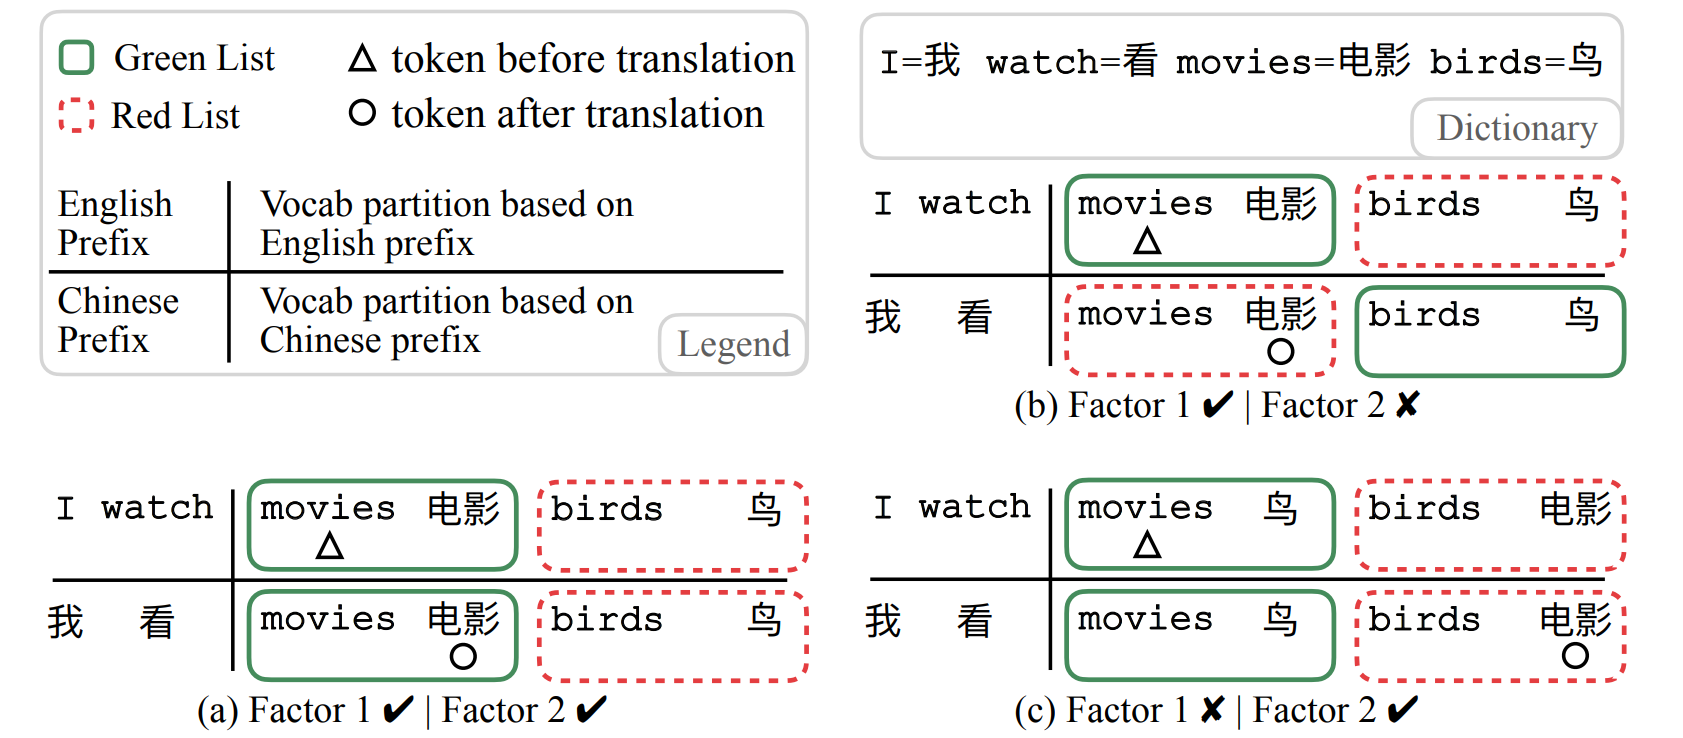 Green List
token before translation
Red List
token after translation
English Prefix
Vocab partition based on English prefix
Chinese Prefix
Vocab partition based on Chinese prefix
Legend
I=我 watch=看 movies=电影 birds=鸟
Dictionary
I watch movies 电影 birds 鸟
我 看 movies 电影 birds 鸟
(b) Factor 1 ✔ | Factor 2 ✘
I watch movies 电影 birds 鸟
我 看 movies 电影 birds 鸟
(a) Factor 1 ✔ | Factor 2 ✔
I watch movies 鸟 birds 电影
我 看 movies 鸟 birds 电影
(c) Factor 1 ✘ | Factor 2 ✔